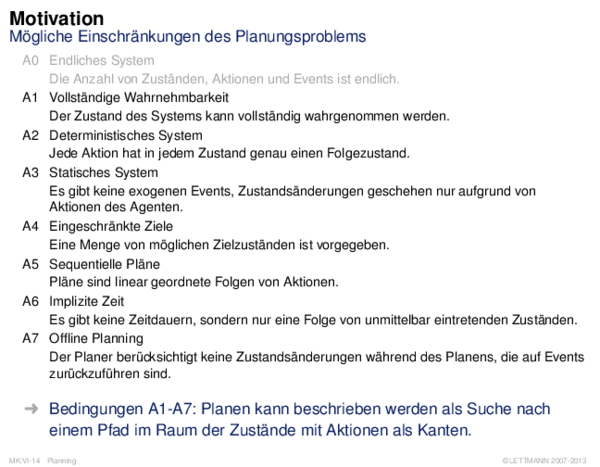 Motivation
Mögliche Einschränkungen des Planungsproblems
A0 Endliches System
Die Anzahl von Zuständen, Aktionen und Events ist endlich.
A1 Vollständige Wahrnehmbarkeit
Der Zustand des Systems kann vollständig wahrgenommen werden.
A2 Deterministisches System
Jede Aktion hat in jedem Zustand genau einen Folgezustand.
A3 Statisches System
Es gibt keine exogenen Events, Zustandsänderungen geschehen nur aufgrund von
Aktionen des Agenten.
A4 Eingeschränkte Ziele
Eine Menge von möglichen Zielzuständen ist vorgegeben.
A5 Sequentielle Pläne
Pläne sind linear geordnete Folgen von Aktionen.
A6 Implizite Zeit
Es gibt keine Zeitdauern, sondern nur eine Folge von unmittelbar eintretenden Zuständen.
A7 Offline Planning
Der Planer berücksichtigt keine Zustandsänderungen während des Planens, die auf Events
zurückzuführen sind.
➜ Bedingungen A1-A7: Planen kann beschrieben werden als Suche nach
einem Pfad im Raum der Zustände mit Aktionen als Kanten.
MK:VI-14 Planning ©LETTMANN 2007-2013